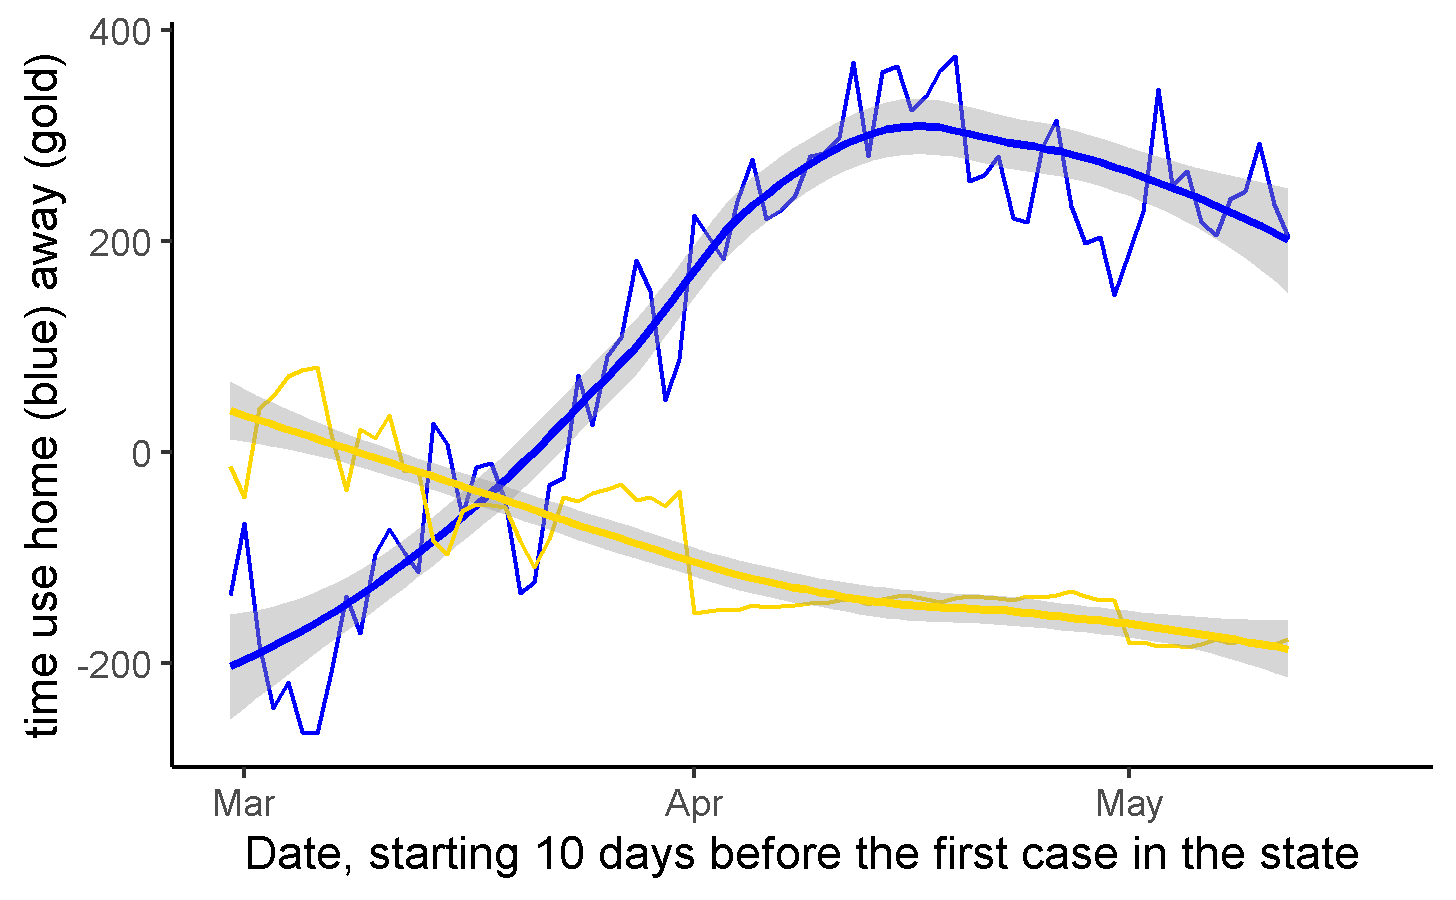 time use home (blue) away (gold)
400
200
0
-200
Mar
Apr
May
Date, starting 10 days before the first case in the state